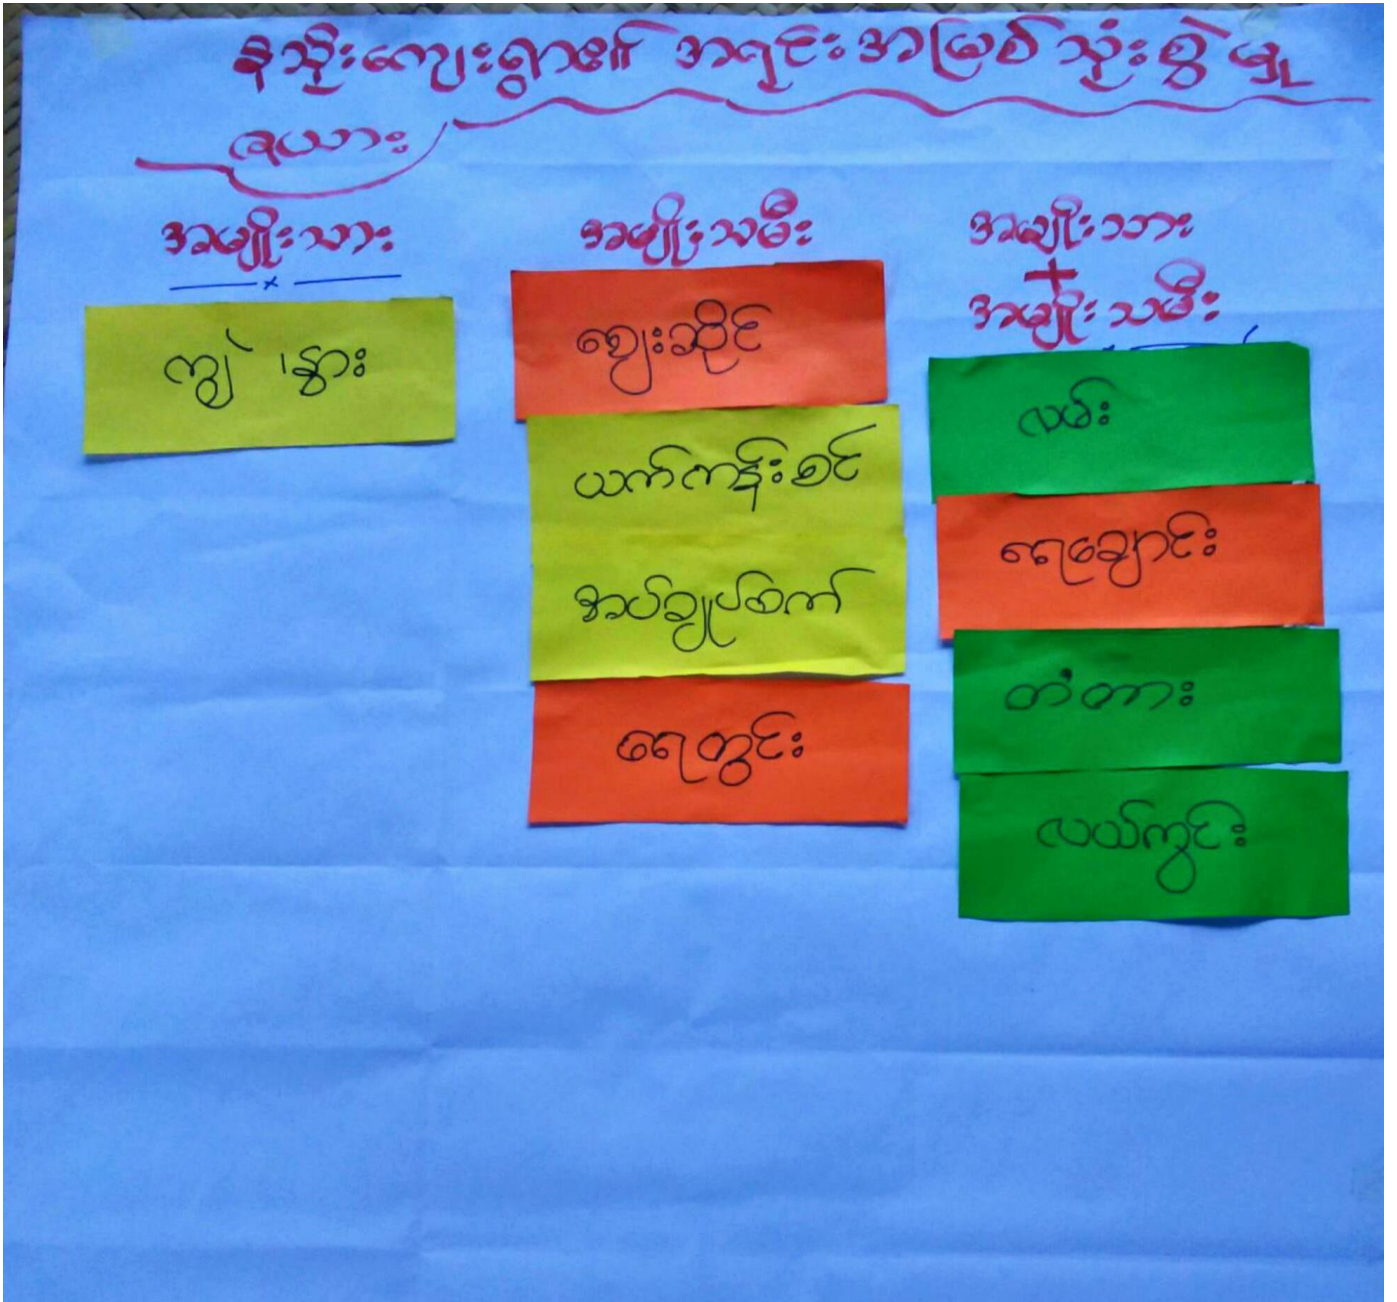 နသိုးကျေးရွာ၏ အရင်းအမြစ်သုံးစွဲမှု
ဇယား
အမျိုးသား
ကျွဲ ၊နွား
အမျိုးသမီး
ဈေးဆိုင်
ယက်ကန်းစင်
အပ်ချုပ်စက်
ရေတွင်း
အမျိုးသား
+
အမျိုးသမီး
လမ်း
ရေချောင်း
တံတား
လယ်ကွင်း